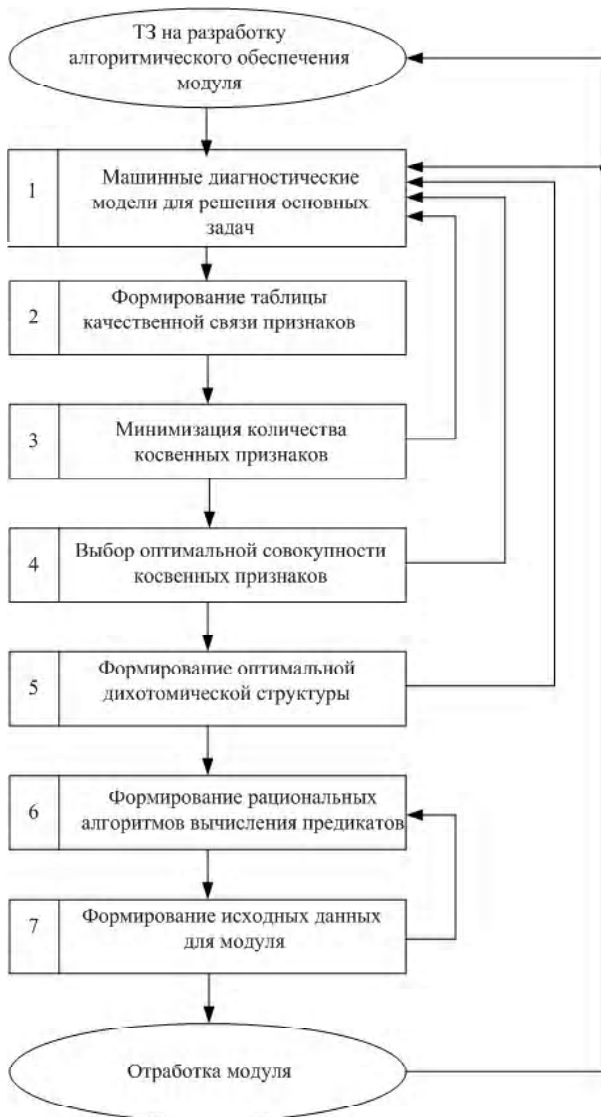 ТЗ на разработку
алгоритмического обеспечения
модуля
1
Машинные диагностические
модели для решения основных
задач
2
Формирование таблицы
качественной связи признаков
3
Минимизация количества
косвенных признаков
4
Выбор оптимальной совокупности
косвенных признаков
5
Формирование оптимальной
дихотомической структуры
6
Формирование рациональных
алгоритмов вычисления предикатов
7
Формирование исходных данных
для модуля
Отработка модуля